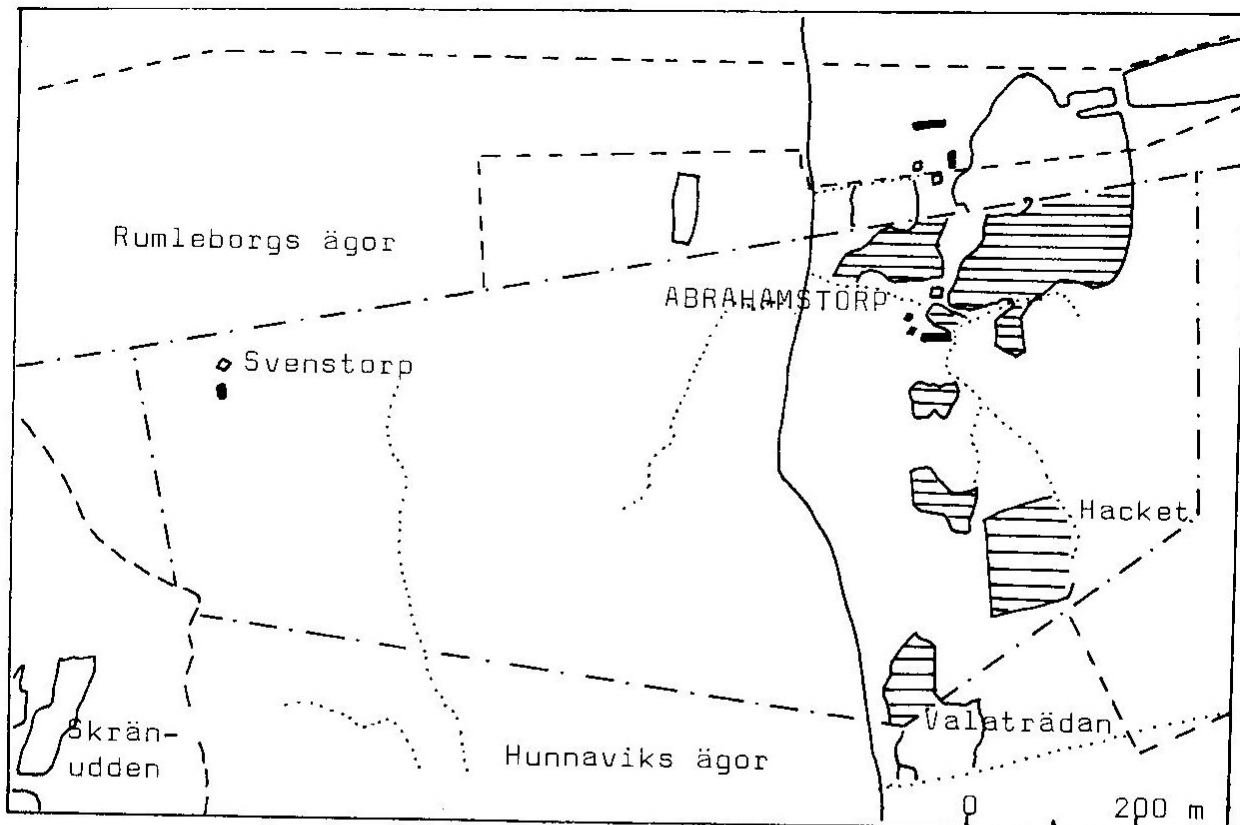 Rumleborgs ägor
ABRAHAMSTORP
Svenstorp
Hacket
Valaträdan
Skrän-
udden
Hunnaviks ägor
0 200 m